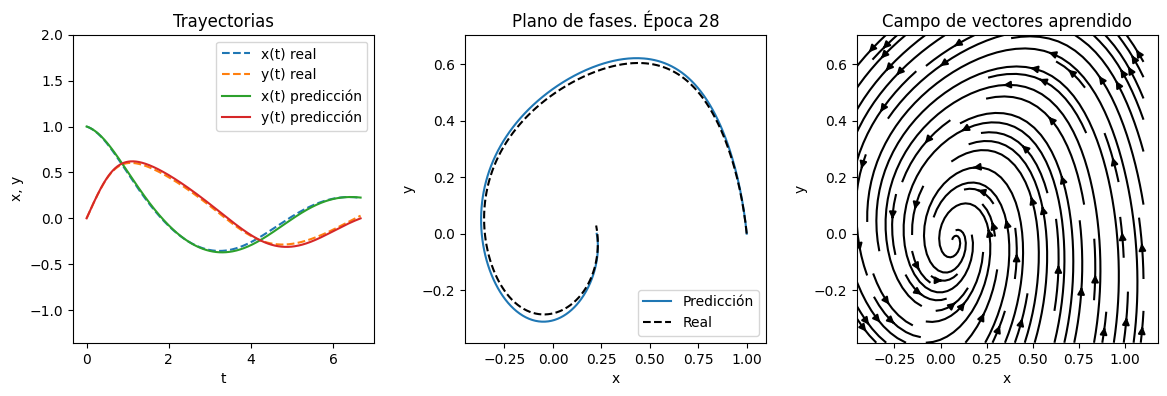 Trayectorias
2.0
1.5
1.0
0.5
0.0
−0.5
−1.0
0
2
4
6
t
x, y
x(t) real
y(t) real
x(t) predicción
y(t) predicción
Plano de fases. Época 28
0.6
0.4
0.2
0.0
−0.2
−0.25
0.00
0.25
0.50
0.75
1.00
x
y
Predicción
Real
Campo de vectores aprendido
0.6
0.4
0.2
0.0
−0.2
−0.25
0.00
0.25
0.50
0.75
1.00
x
y